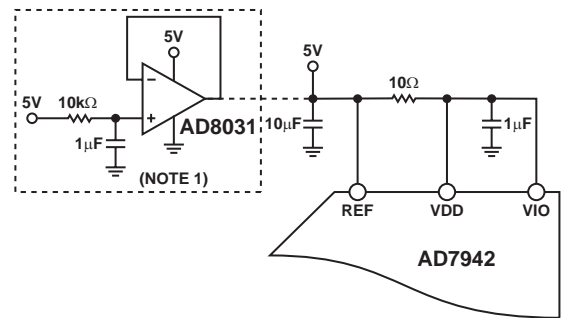 5V
5V
5V
10kΩ
10Ω
AD8031
1μF
10μF
1μF
(NOTE 1)
REF
VDD
VIO
AD7942